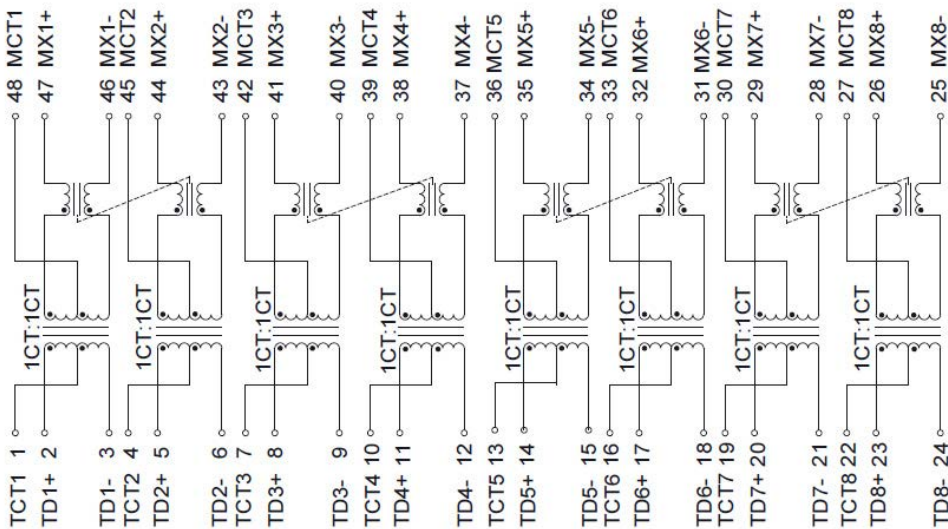 48 MCT1
47 MX1+
46 MX1-
45 MCT2
44 MX2+
43 MX2-
42 MCT3
41 MX3+
40 MX3-
39 MCT4
38 MX4+
37 MX4-
36 MCT5
35 MX5+
34 MX5-
33 MCT6
32 MX6+
31 MX6-
30 MCT7
29 MX7+
28 MX7-
27 MCT8
26 MX8+
25 MX8-
1CT:1CT
1CT:1CT
1CT:1CT
1CT:1CT
1CT:1CT
1CT:1CT
1CT:1CT
1CT:1CT
TCT1 1
TD1+ 2
TD1- 3
TCT2 4
TD2+ 5
TD2- 6
TCT3 7
TD3+ 8
TD3- 9
TCT4 10
TD4+ 11
TD4- 12
TCT5 13
TD5+ 14
TD5- 15
TCT6 16
TD6+ 17
TD6- 18
TCT7 19
TD7+ 20
TD7- 21
TCT8 22
TD8+ 23
TD8- 24